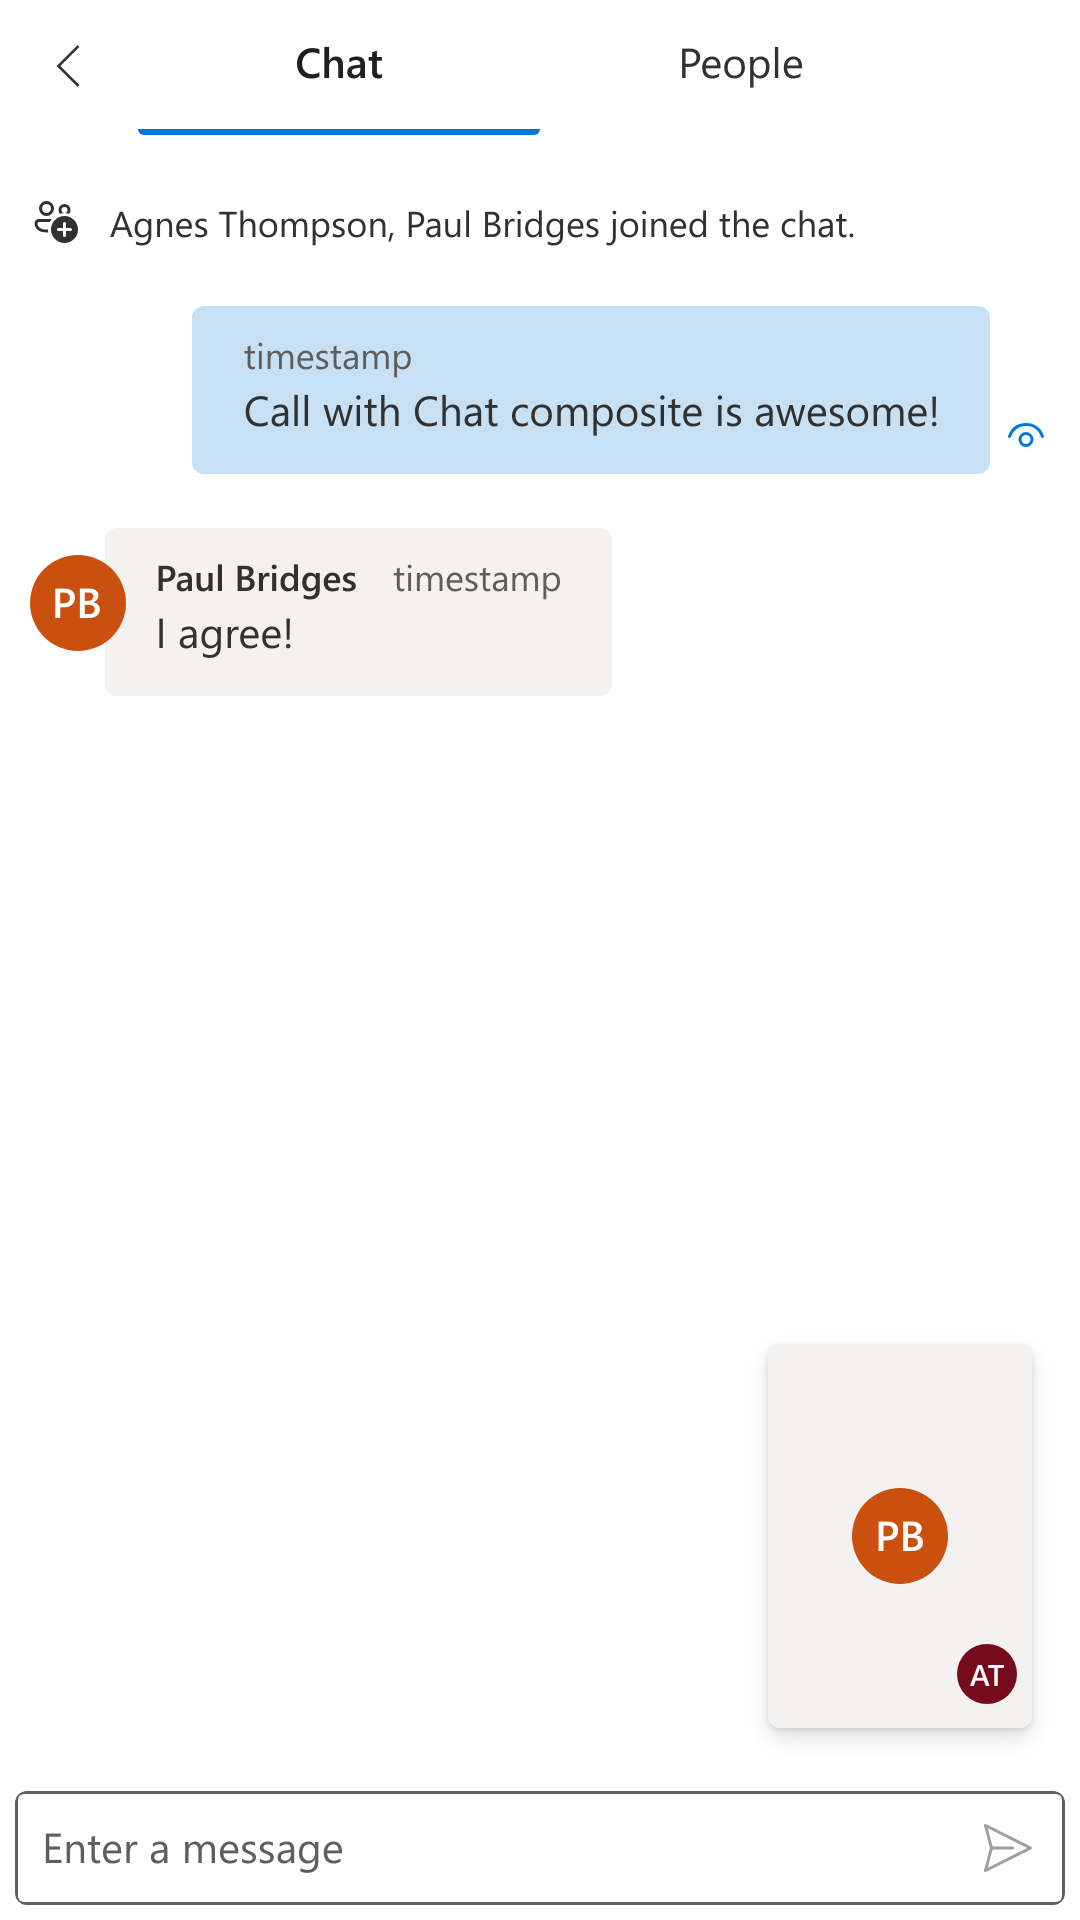 Chat People
Agnes Thompson, Paul Bridges joined the chat.
timestamp
Call with Chat composite is awesome!
PB
Paul Bridges timestamp
I agree!
PB
AT
Enter a message